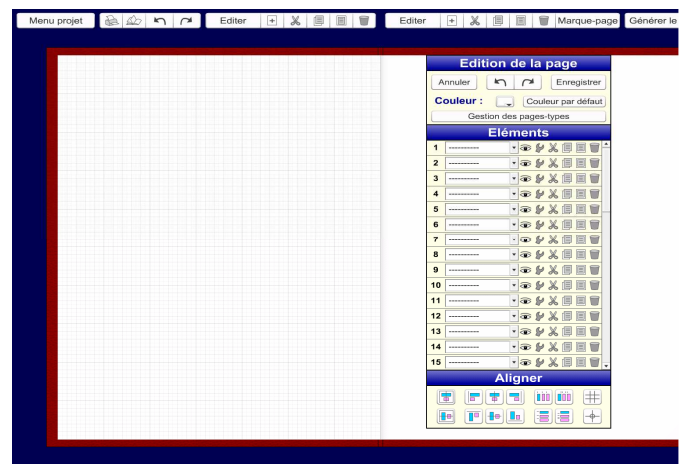 Menu projet Editer Editer Marque-page Générer le
Edition de la page
Annuler Enregistrer
Couleur : Couleur par défaut
Gestion des pages-types
Eléments
1 ----------
2 ----------
3 ----------
4 ----------
5 ----------
6 ----------
7 ----------
8 ----------
9 ----------
10 ----------
11 ----------
12 ----------
13 ----------
14 ----------
15 ----------
Aligner